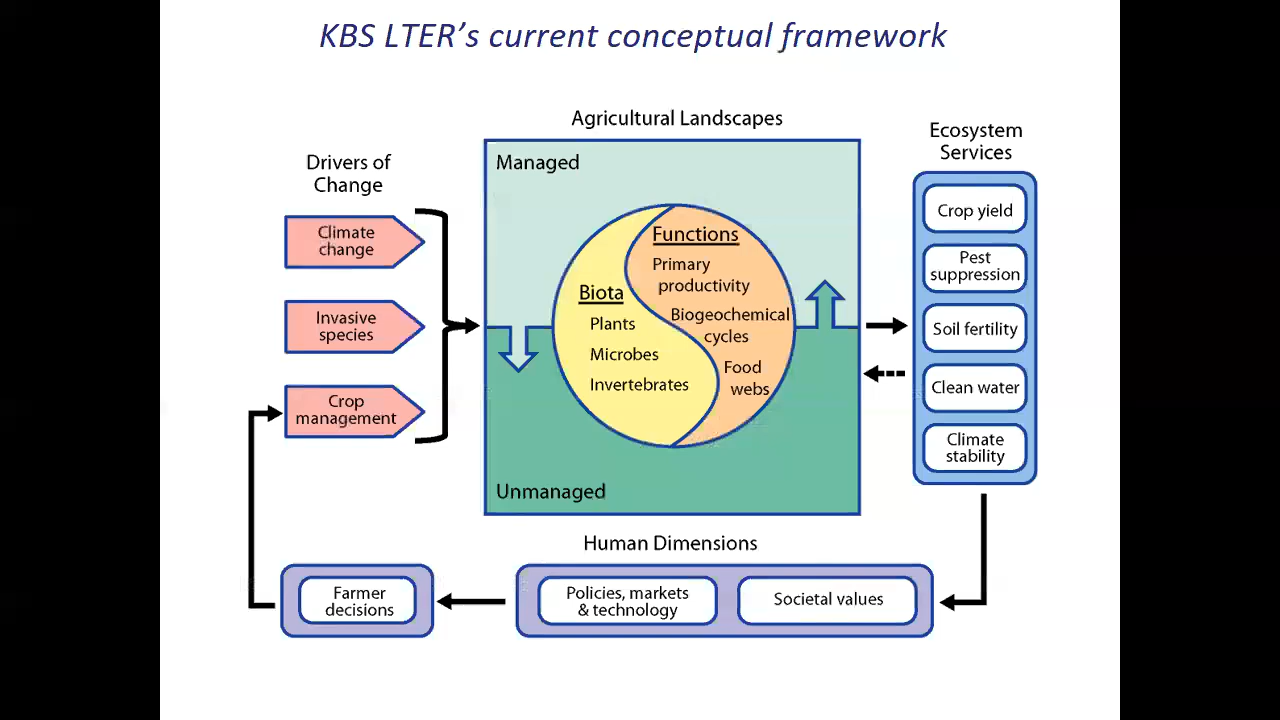 KBS LTER's current conceptual framework
Agricultural Landscapes
Ecosystem
Services
Drivers of
Change
Climate
change
Invasive
species
Crop
management
Managed
Functions
Primary
productivity
Biogeochemical
cycles
Food
webs
Biota
Plants
Microbes
Invertebrates
Unmanaged
Crop yield
Pest
suppression
Soil fertility
Clean water
Climate
stability
Human Dimensions
Farmer
decisions
Policies, markets
& technology
Societal values